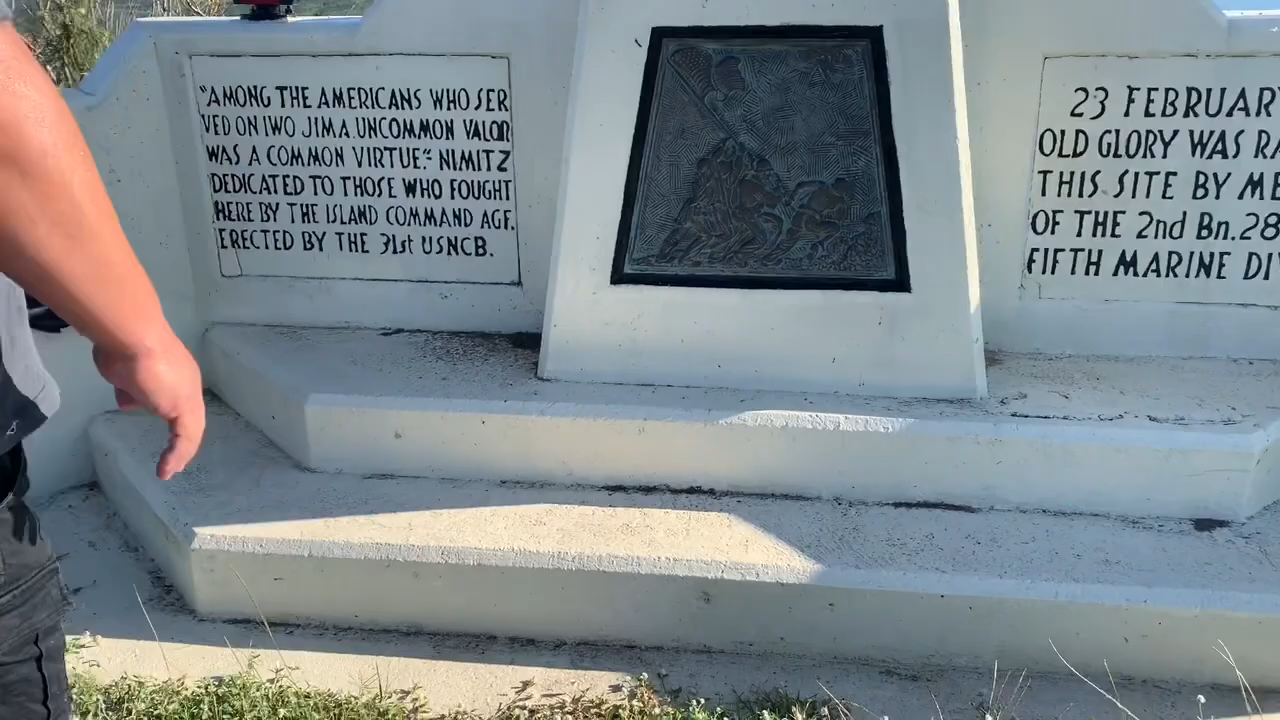 "AMONG THE AMERICANS WHO SER
VED ON IWO JIMA UNCOMMON VALOR
WAS A COMMON VIRTUE" NIMITZ
DEDICATED TO THOSE WHO FOUGHT
HERE BY THE ISLAND COMMAND AGF.
ERECTED BY THE 31st USNCB.
23 FEBRUARY
OLD GLORY WAS RA
THIS SITE BY ME
OF THE 2nd Bn.28
FIFTH MARINE DI